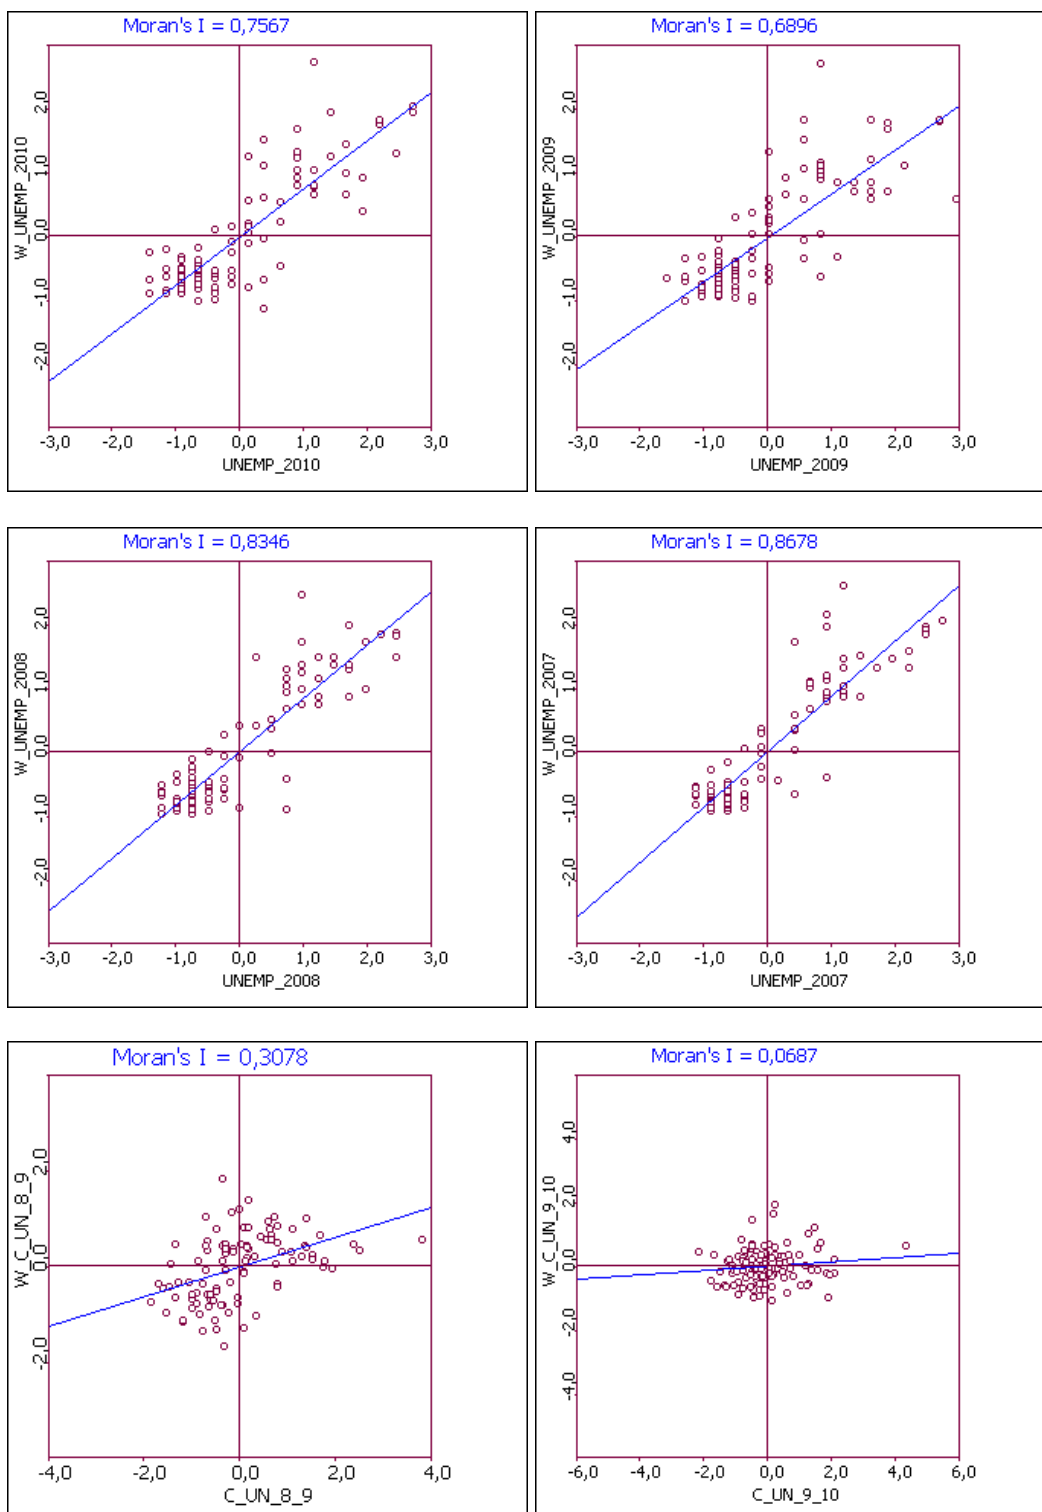 Moran's I = 0,7567
W_UNEMP_2010
2,0
1,0
0,0
-1,0
-2,0
-3,0 -2,0 -1,0 0,0 1,0 2,0 3,0
UNEMP_2010
Moran's I = 0,6896
W_UNEMP_2009
2,0
1,0
0,0
-1,0
-2,0
-3,0 -2,0 -1,0 0,0 1,0 2,0 3,0
UNEMP_2009
Moran's I = 0,8346
W_UNEMP_2008
2,0
1,0
0,0
-1,0
-2,0
-3,0 -2,0 -1,0 0,0 1,0 2,0 3,0
UNEMP_2008
Moran's I = 0,8678
W_UNEMP_2007
2,0
1,0
0,0
-1,0
-2,0
-3,0 -2,0 -1,0 0,0 1,0 2,0 3,0
UNEMP_2007
Moran's I = 0,3078
W_C_UN_8_9
2,0
0,0
-2,0
-4,0 -2,0 0,0 2,0 4,0
C_UN_8_9
Moran's I = 0,0687
W_C_UN_9_10
4,0
2,0
0,0
-2,0
-4,0
-6,0 -4,0 -2,0 0,0 2,0 4,0 6,0
C_UN_9_10